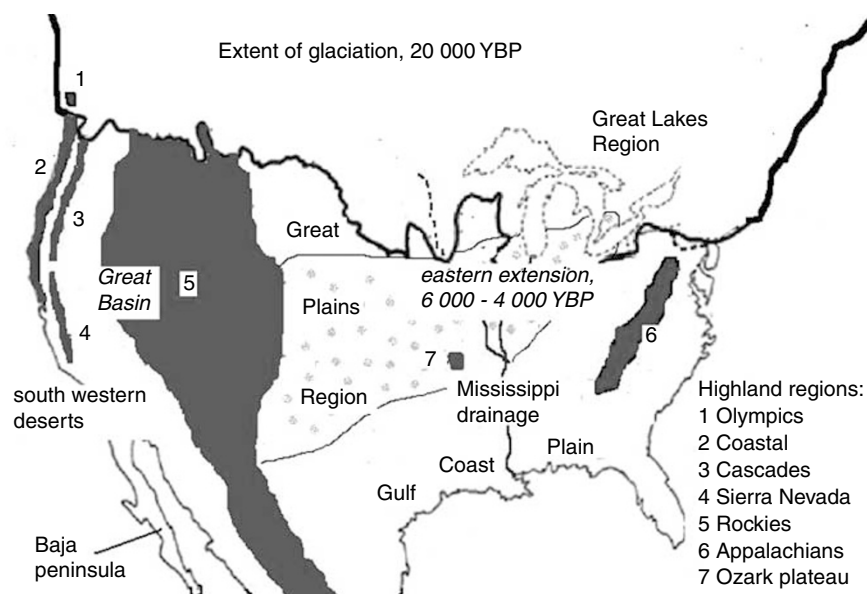 Extent of glaciation, 20 000 YBP
1
Great Lakes
Region
2
3
Great
Great
Basin
5
eastern extension,
6 000 - 4 000 YBP
Plains
4
6
7
south western
deserts
Region
Mississippi
drainage
Coast
Plain
Gulf
Baja
peninsula
Highland regions:
1 Olympics
2 Coastal
3 Cascades
4 Sierra Nevada
5 Rockies
6 Appalachians
7 Ozark plateau